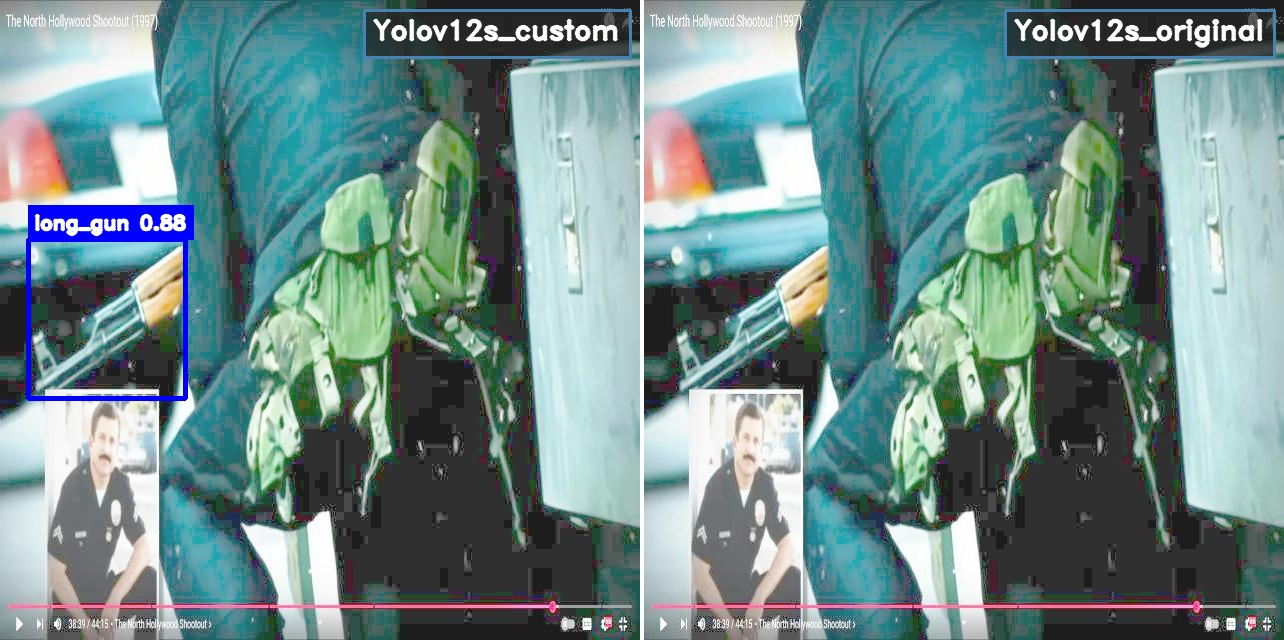 The North Hollywood Shootout (1997)
Yolov12s_custom
The North Hollywood Shootout (1997)
Yolov12s_original
long_gun 0.88
38:39 / 44:15 • The North Hollywood Shootout ›
38:39 / 44:15 • The North Hollywood Shootout ›